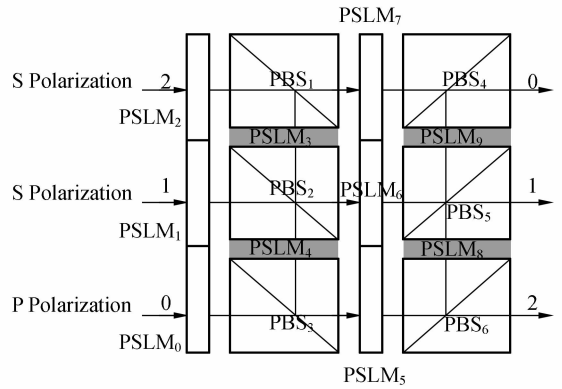 PSLM₇
S Polarization 2 PBS₁ PBS₄ 0
PSLM₂
PSLM₃ PSLM₉
S Polarization 1 PBS₂ PSLM₆ 1
PBS₅
PSLM₁
PSLM₄ PSLM₈
P Polarization 0 2
PBS₃ PBS₆
PSLM₀
PSLM₅